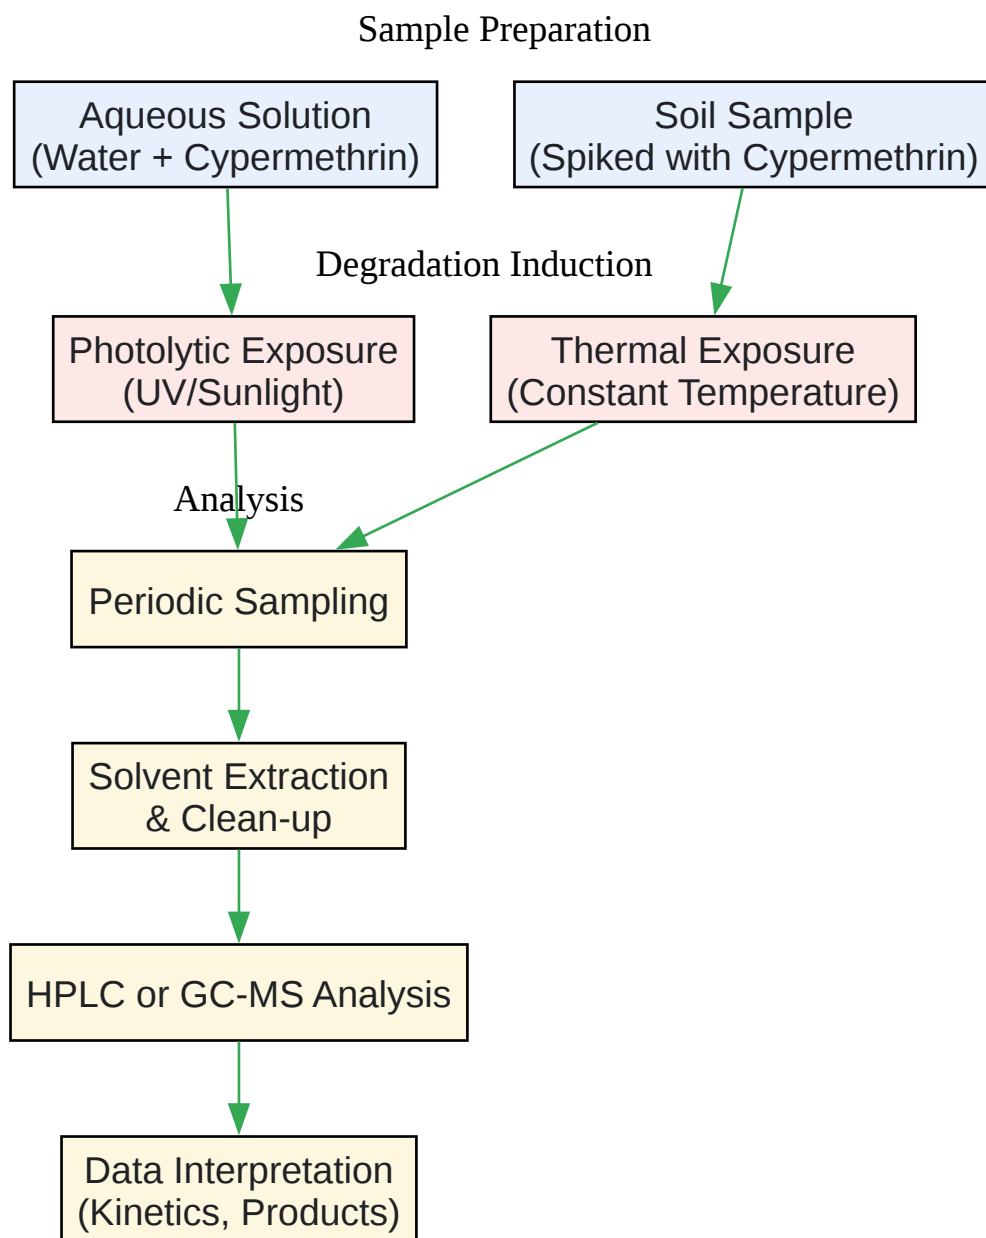 Sample Preparation
Aqueous Solution
(Water + Cypermethrin)
Soil Sample
(Spiked with Cypermethrin)
Degradation Induction
Photolytic Exposure
(UV/Sunlight)
Thermal Exposure
(Constant Temperature)
Analysis
Periodic Sampling
Solvent Extraction
& Clean-up
HPLC or GC-MS Analysis
Data Interpretation
(Kinetics, Products)